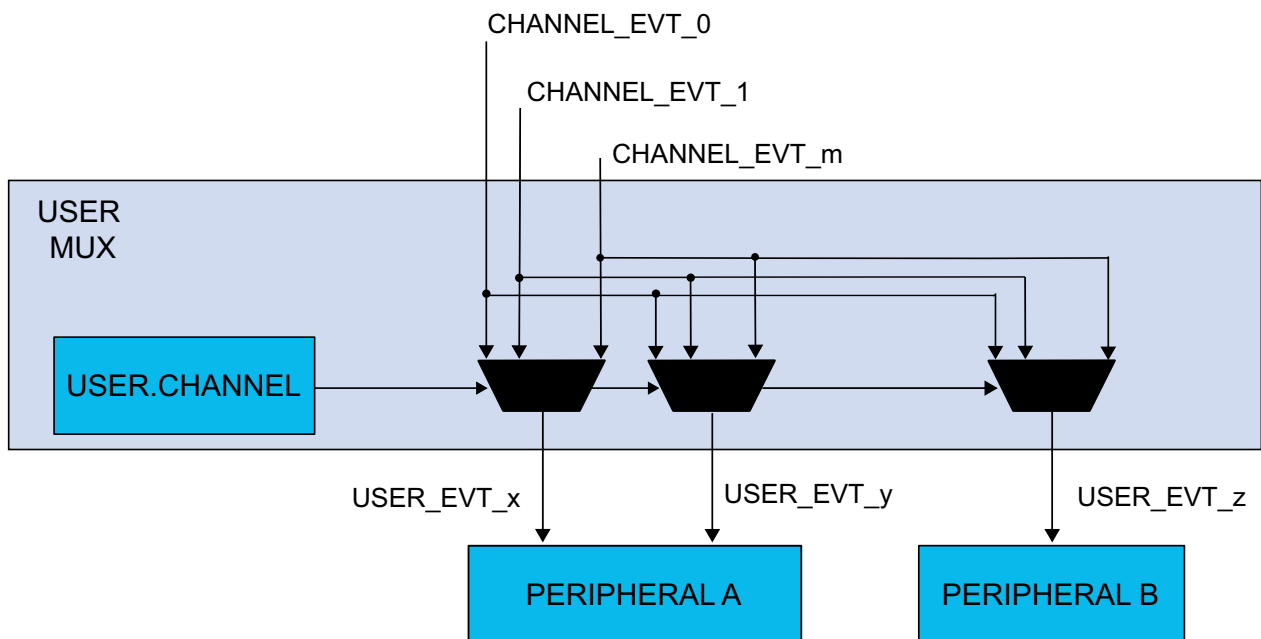 CHANNEL_EVT_0
CHANNEL_EVT_1
CHANNEL_EVT_m
USER
MUX
USER.CHANNEL
USER_EVT_x
USER_EVT_y
USER_EVT_z
PERIPHERAL A
PERIPHERAL B